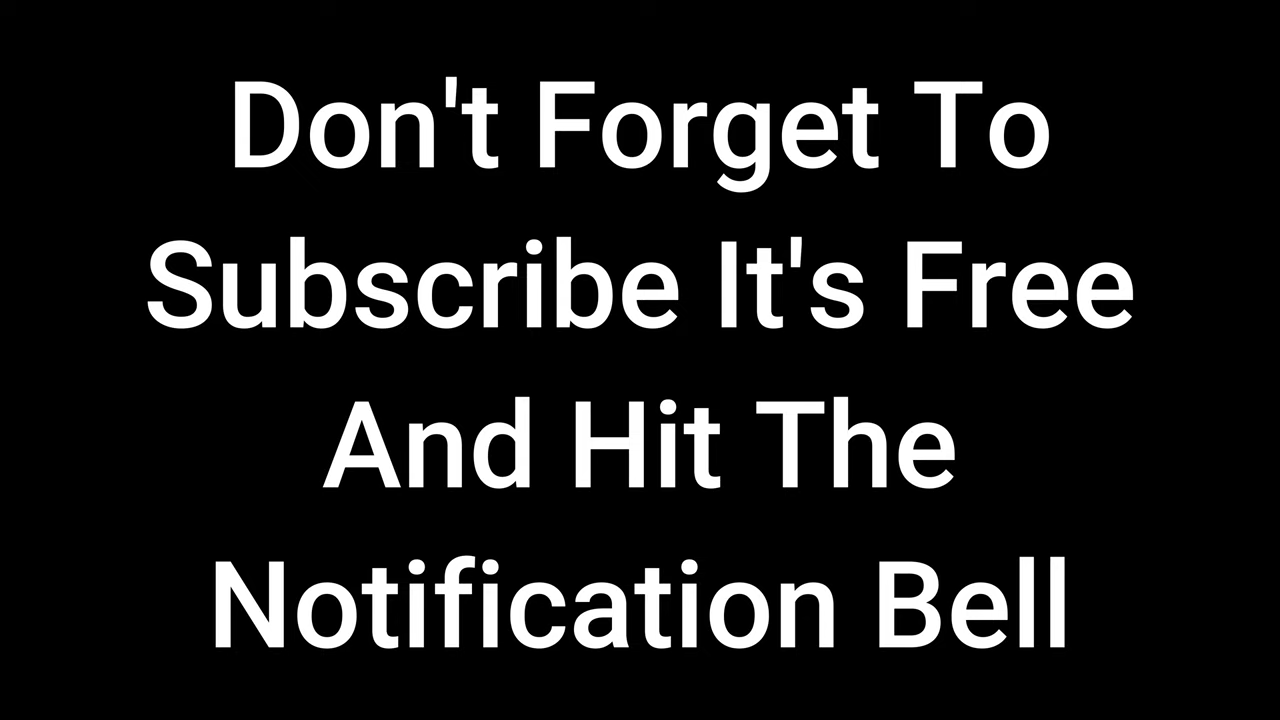 Don't Forget To
Subscribe It's Free
And Hit The
Notification Bell